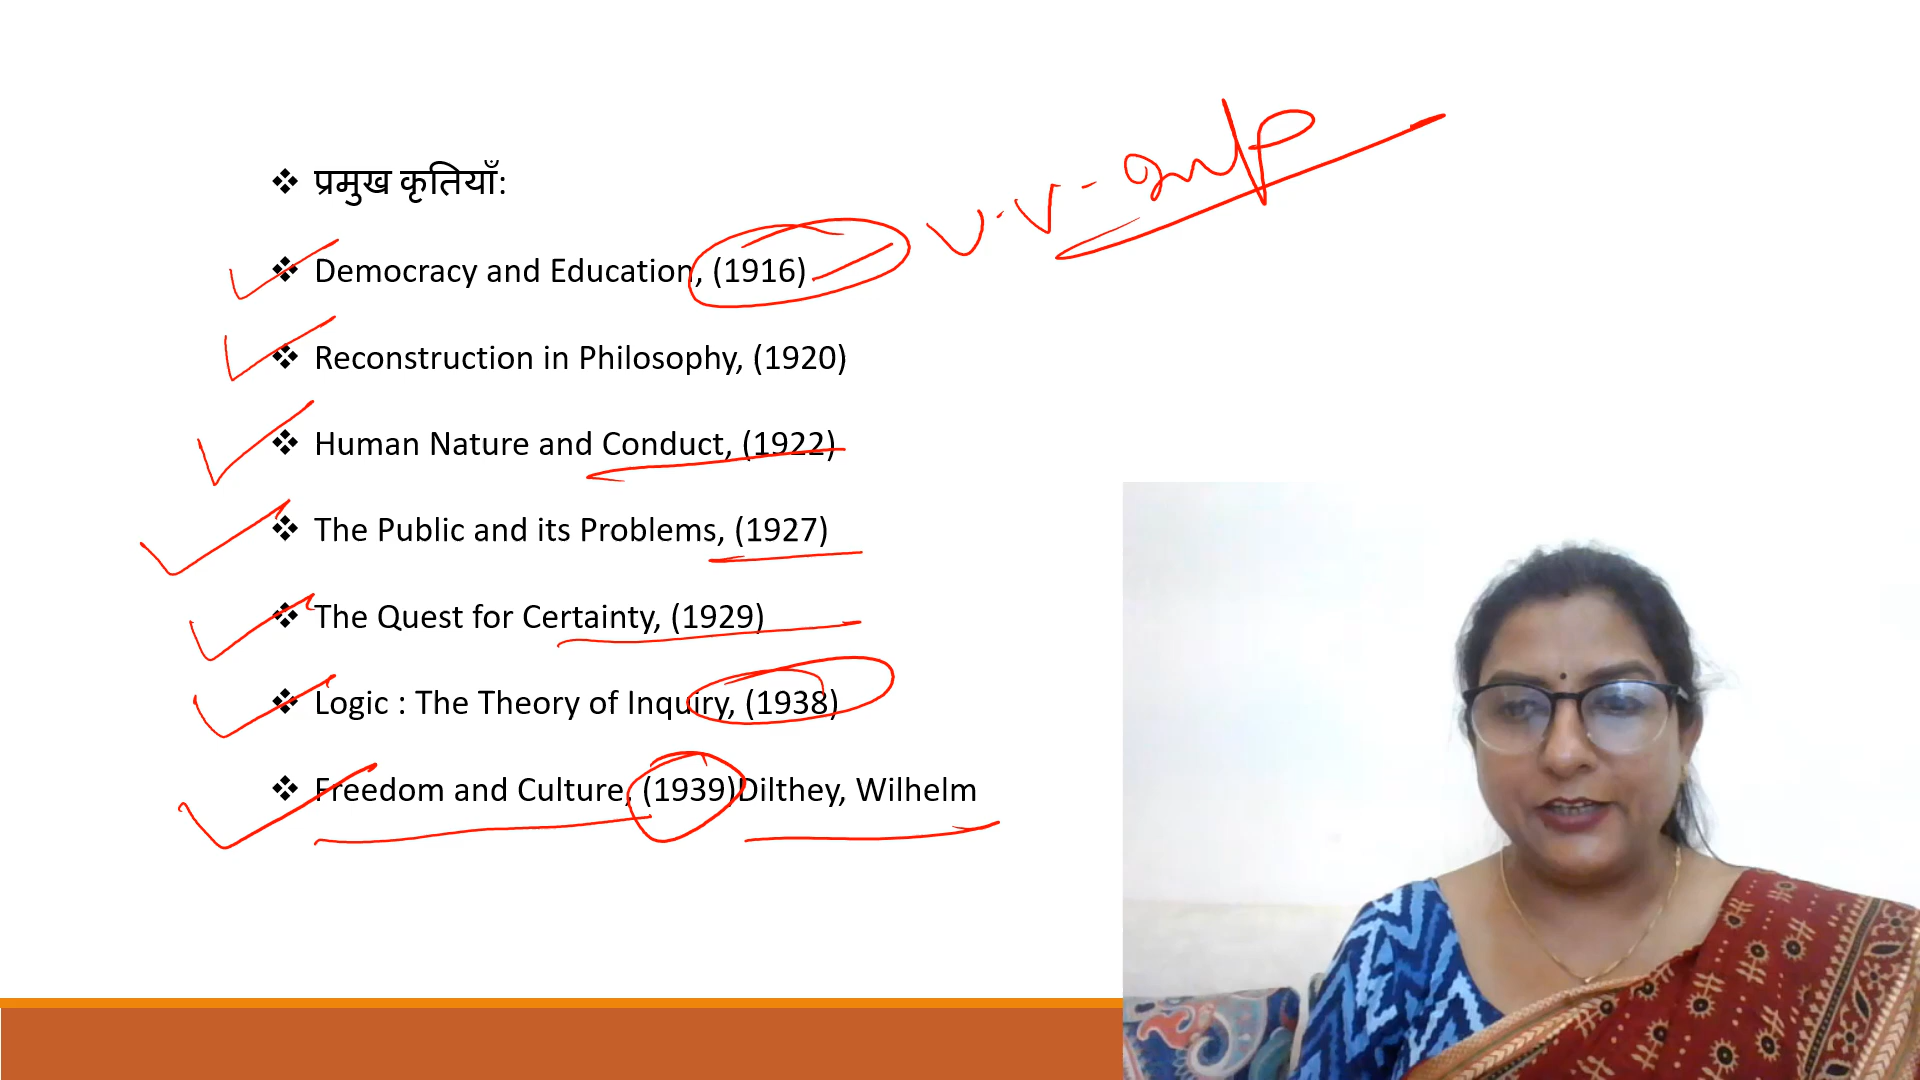 ❖ प्रमुख कृतियाँ:
❖ Democracy and Education, (1916)
v.v-Imp
❖ Reconstruction in Philosophy, (1920)
❖ Human Nature and Conduct, (1922)
❖ The Public and its Problems, (1927)
❖ The Quest for Certainty, (1929)
❖ Logic : The Theory of Inquiry, (1938)
❖ Freedom and Culture, (1939)Dilthey, Wilhelm